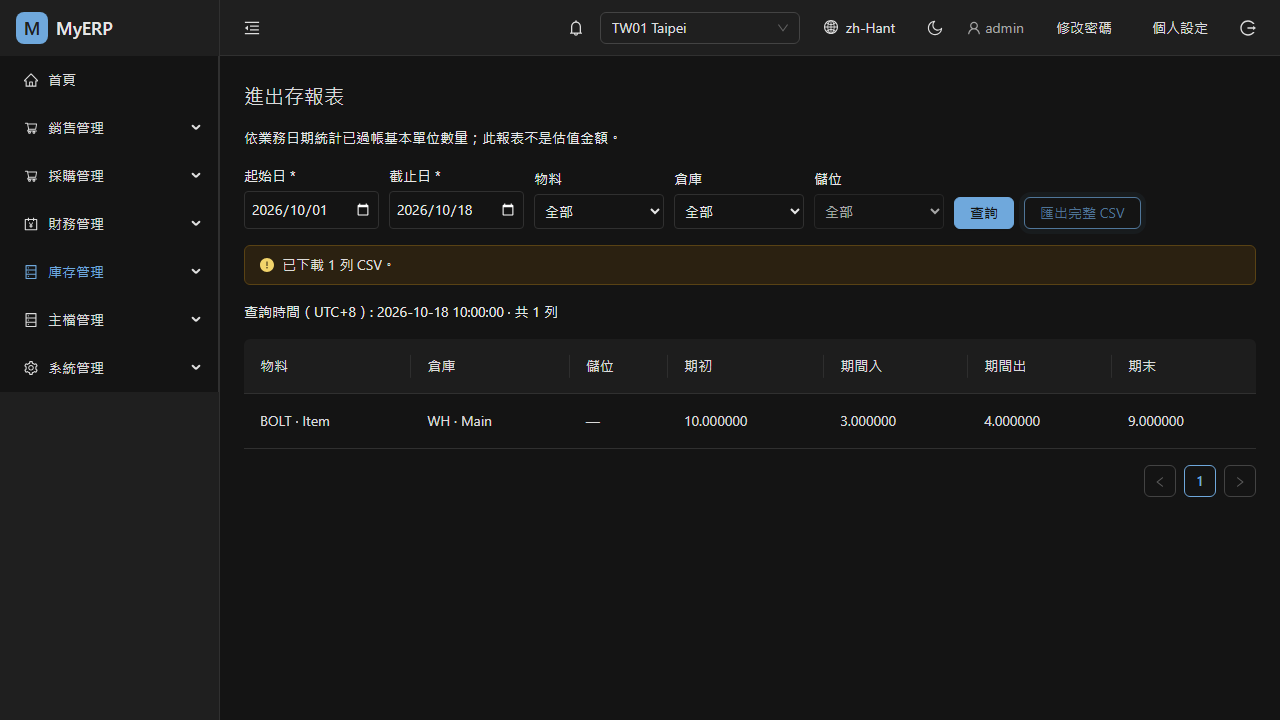 M MyERP
TW01 Taipei
zh-Hant
admin
修改密碼
個人設定
首頁
銷售管理
採購管理
財務管理
庫存管理
主檔管理
系統管理
進出存報表
依業務日期統計已過帳基本單位數量；此報表不是估值金額。
起始日 * 截止日 * 物料 倉庫 儲位
2026/10/01 2026/10/18 全部 全部 全部 查詢 匯出完整 CSV
已下載 1 列 CSV。
查詢時間（UTC+8）: 2026-10-18 10:00:00 · 共 1 列
物料 倉庫 儲位 期初 期間入 期間出 期末
BOLT · Item WH · Main — 10.000000 3.000000 4.000000 9.000000
< 1 >